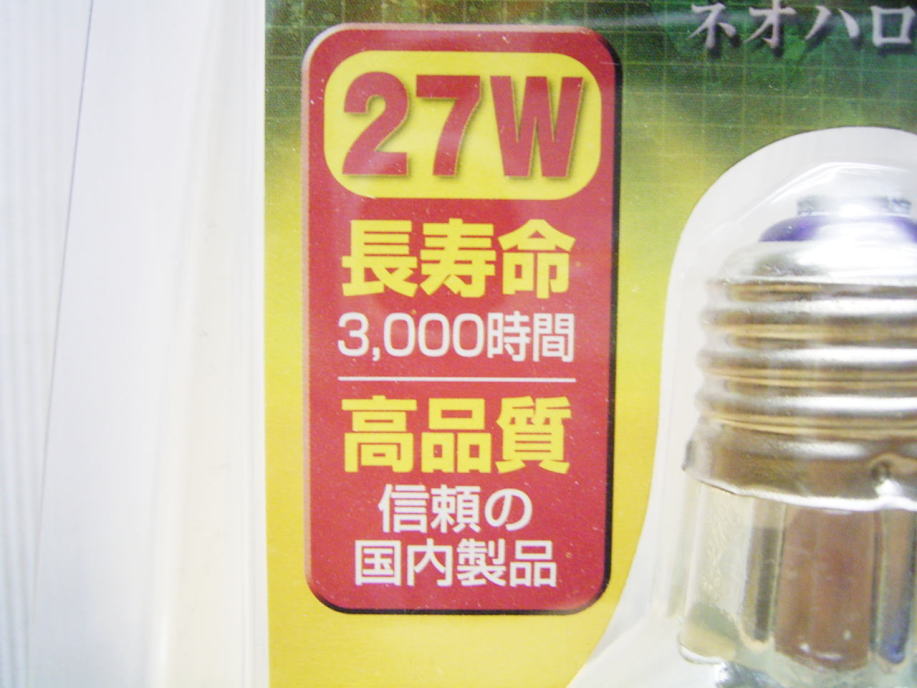 ネオハロ
27W
長寿命
3,000時間
高品質
信頼の
国内製品